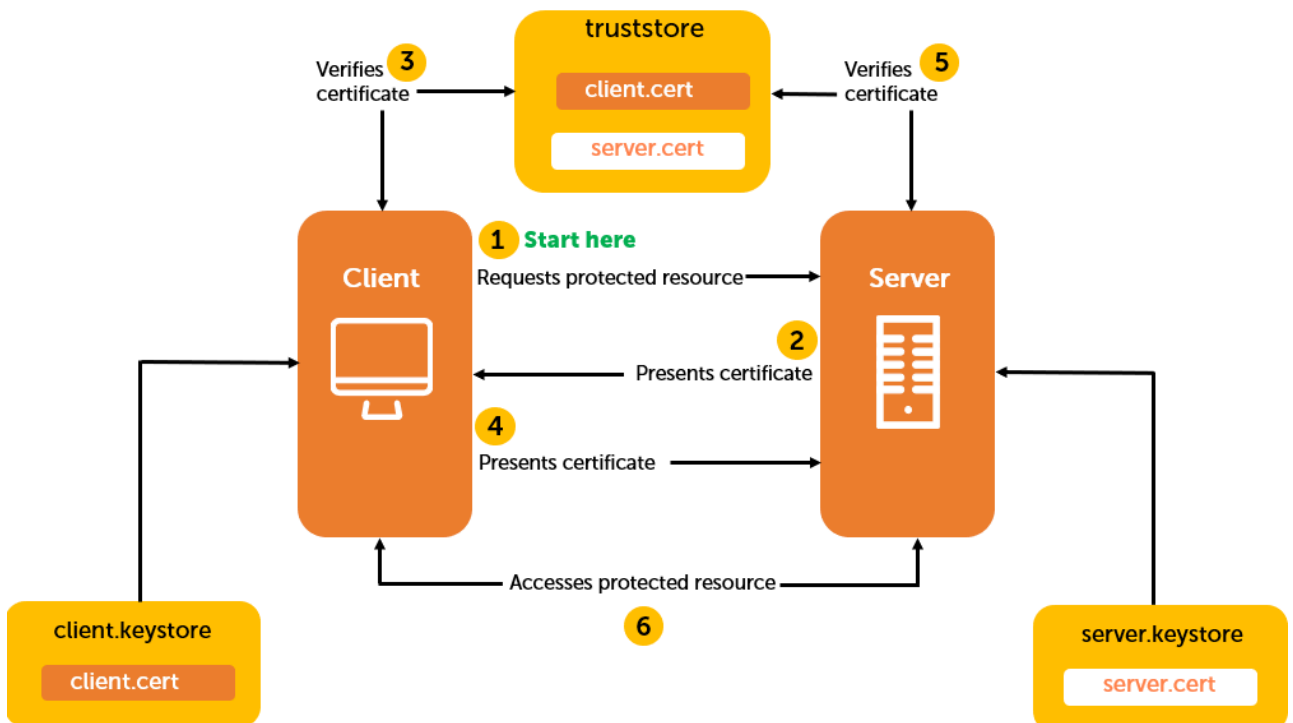 truststore
client.cert
server.cert
3
Verifies
certificate
5
Verifies
certificate
1 Start here
Requests protected resource
Client
Server
2
Presents certificate
4
Presents certificate
Accesses protected resource
6
client.keystore
client.cert
server.keystore
server.cert